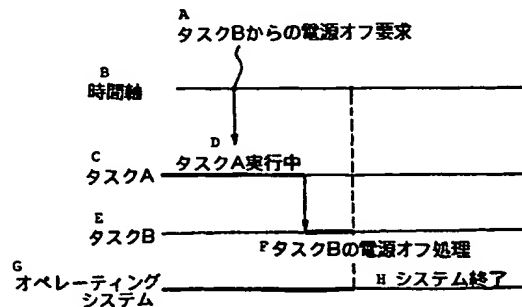 A
タスクBからの電源オフ要求
B
時間軸
D
C
タスクA実行中
タスクA
E
タスクB
F タスクBの電源オフ処理
G
オペレーティング
システム
H システム終了